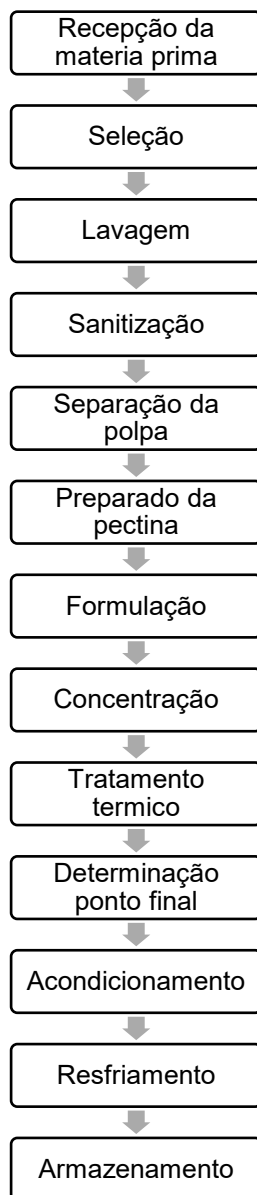 Recepção da
materia prima
Seleção
Lavagem
Sanitização
Separação da
polpa
Preparado da
pectina
Formulação
Concentração
Tratamento
termico
Determinação
ponto final
Acondicionamento
Resfriamento
Armazenamento